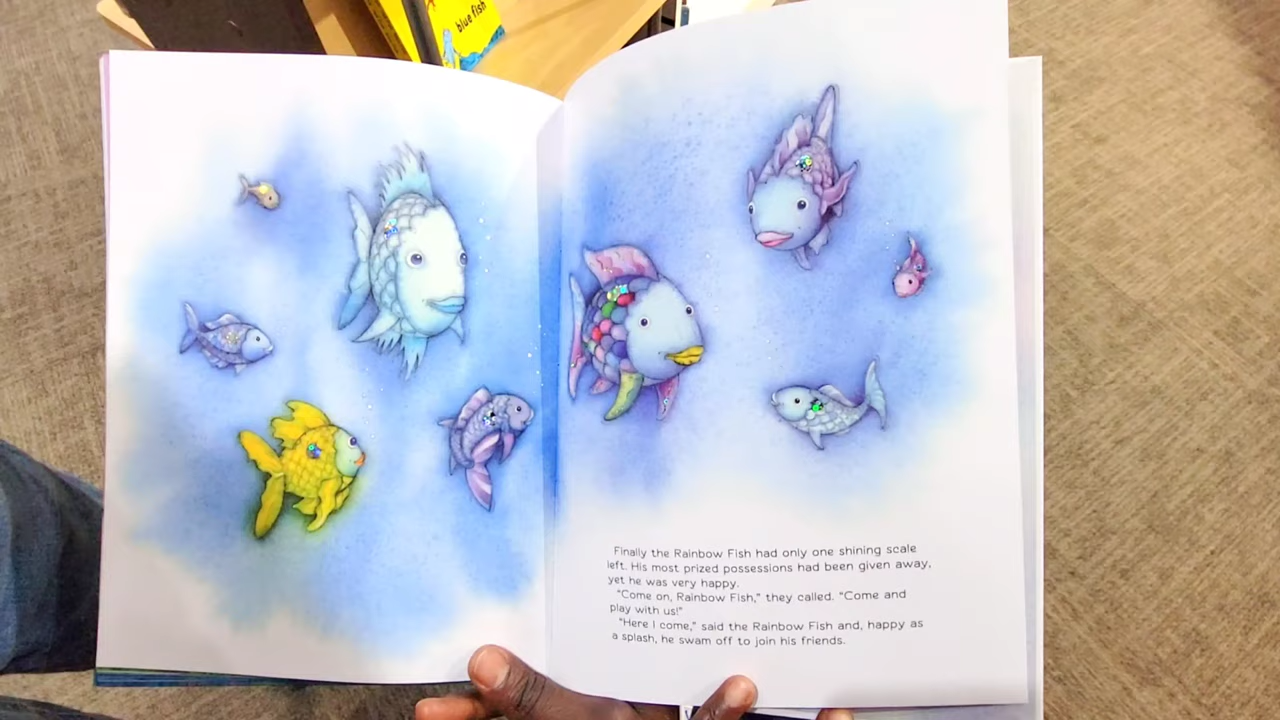 blue fish
Finally the Rainbow Fish had only one shining scale
left. His most prized possessions had been given away,
yet he was very happy.
"Come on, Rainbow Fish," they called. "Come and
play with us!"
"Here I come," said the Rainbow Fish and, happy as
a splash, he swam off to join his friends.